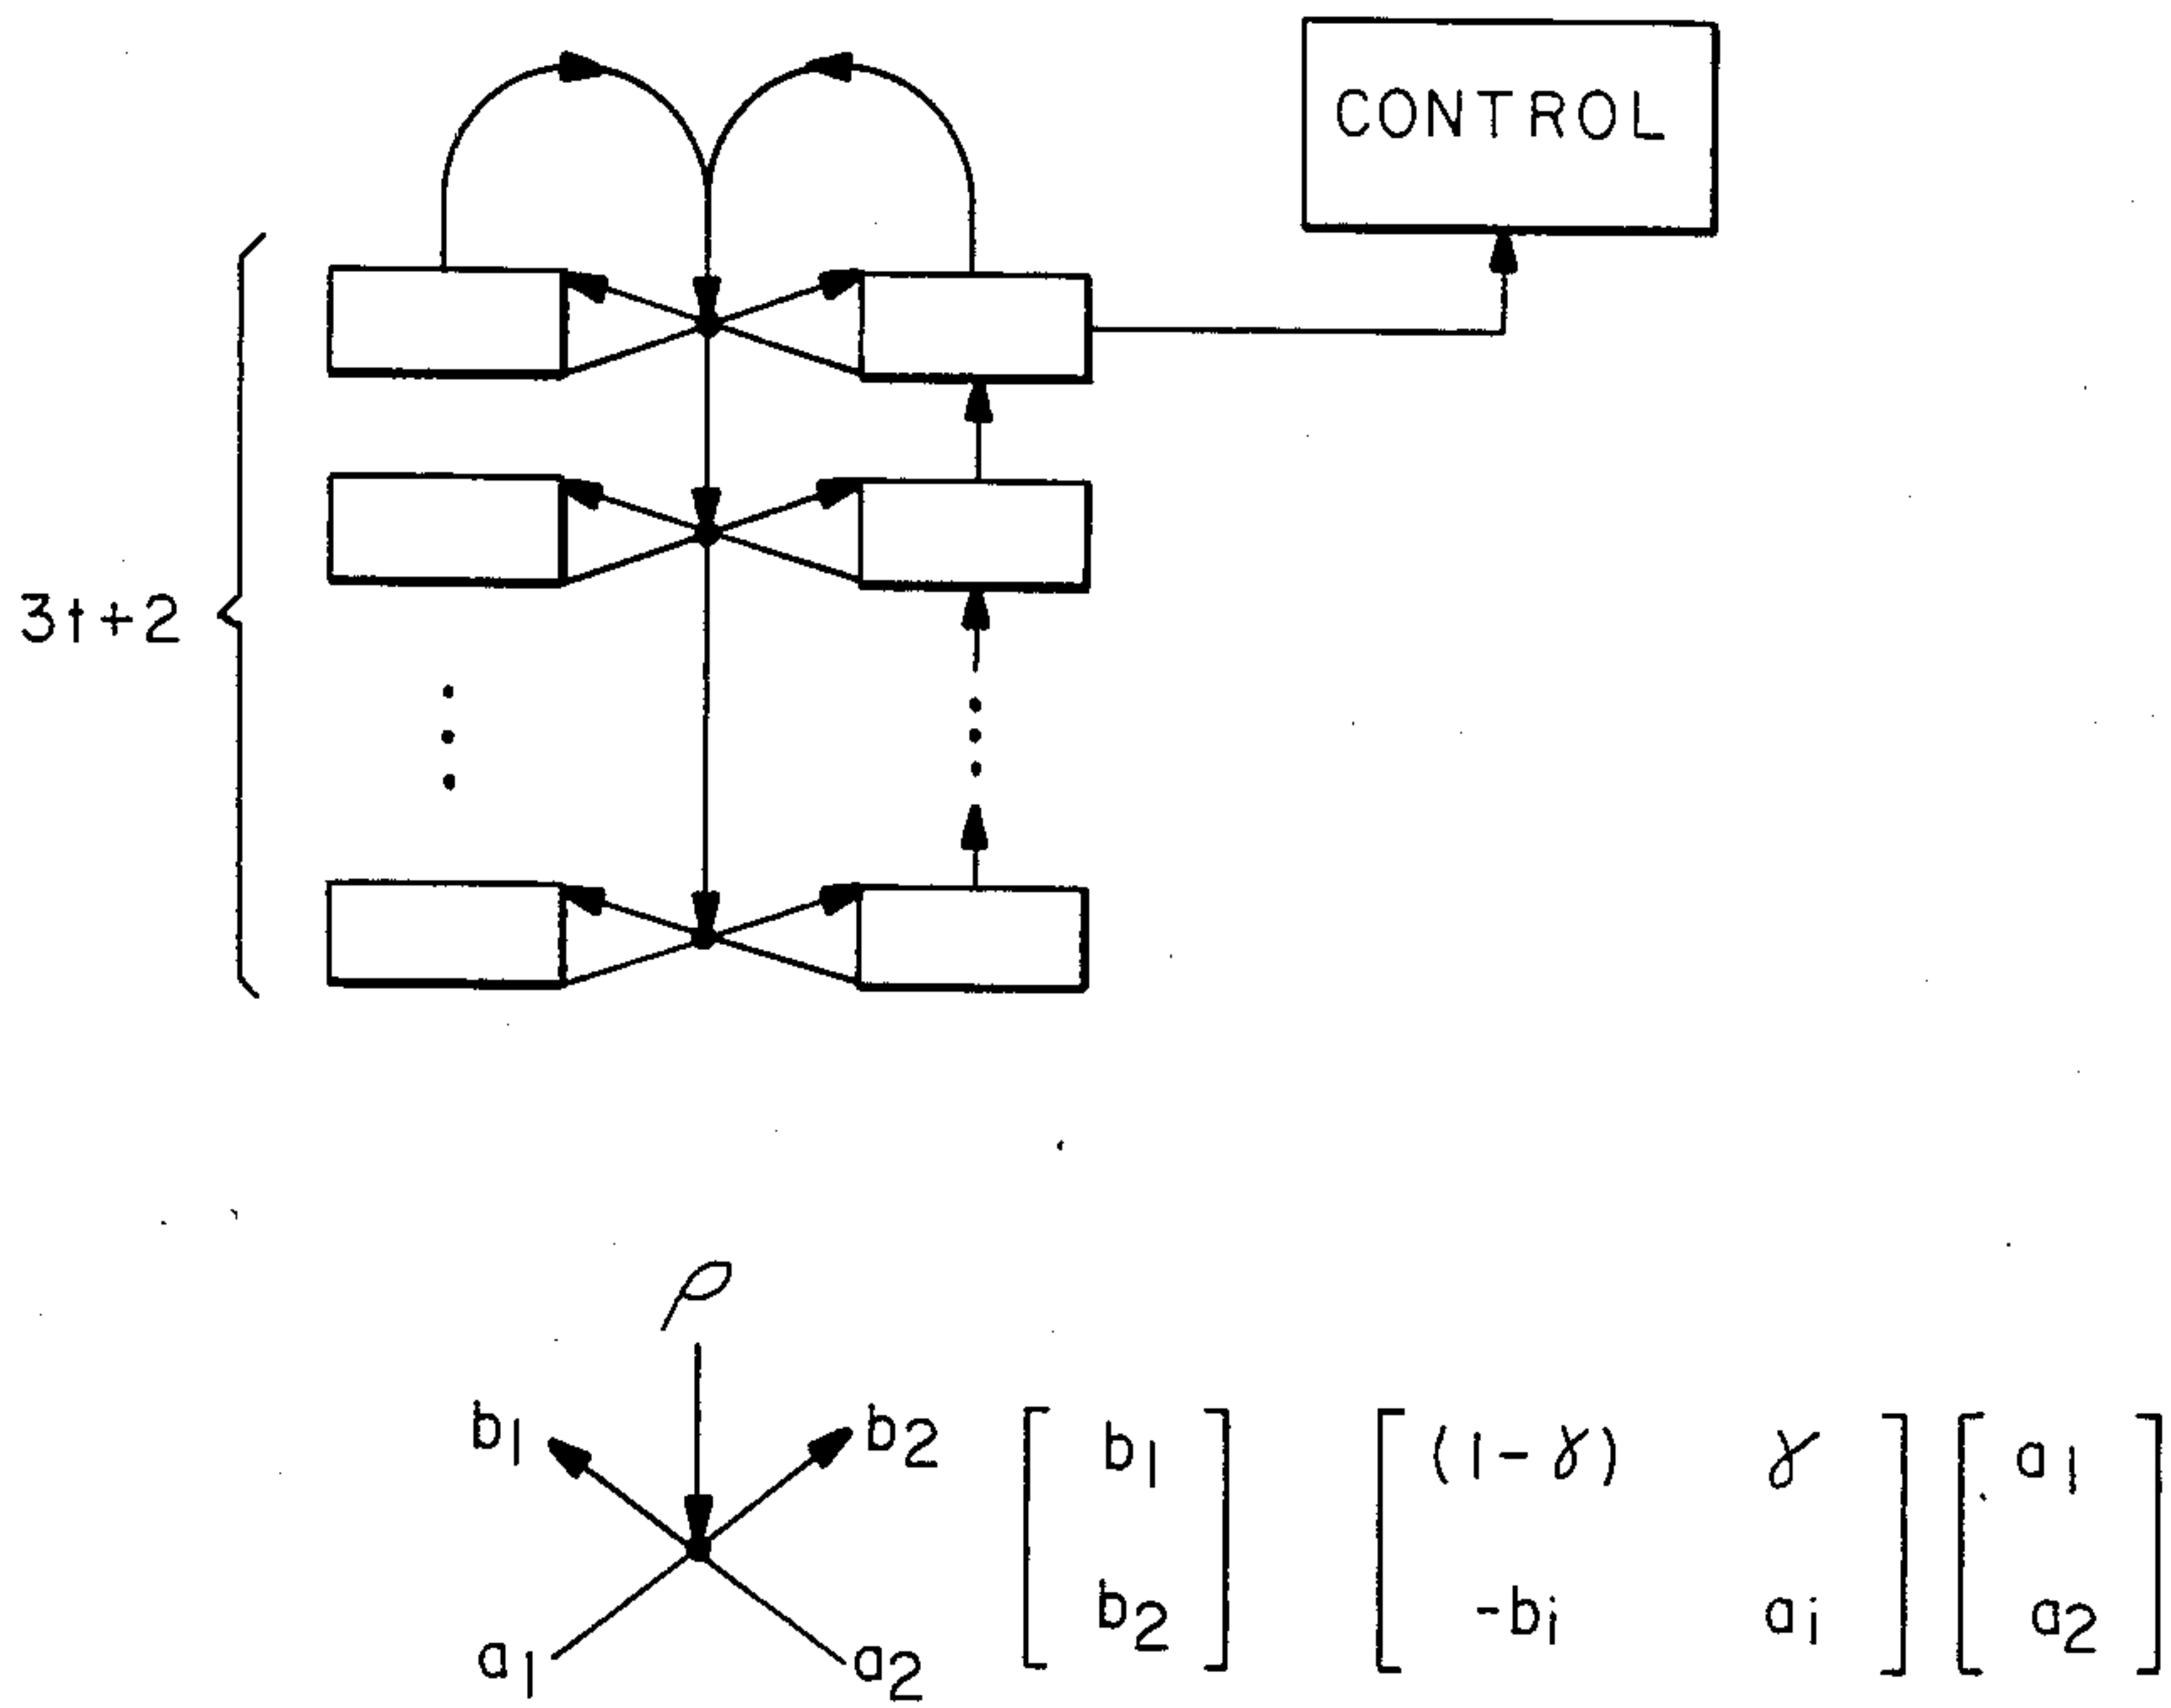 CONTROL
3t+2
ρ
b1 b2
a1 a2
[ b1 ] [ (1-γ) γ ] [ a1 ]
[ b2 ] [ -bi ai ] [ a2 ]